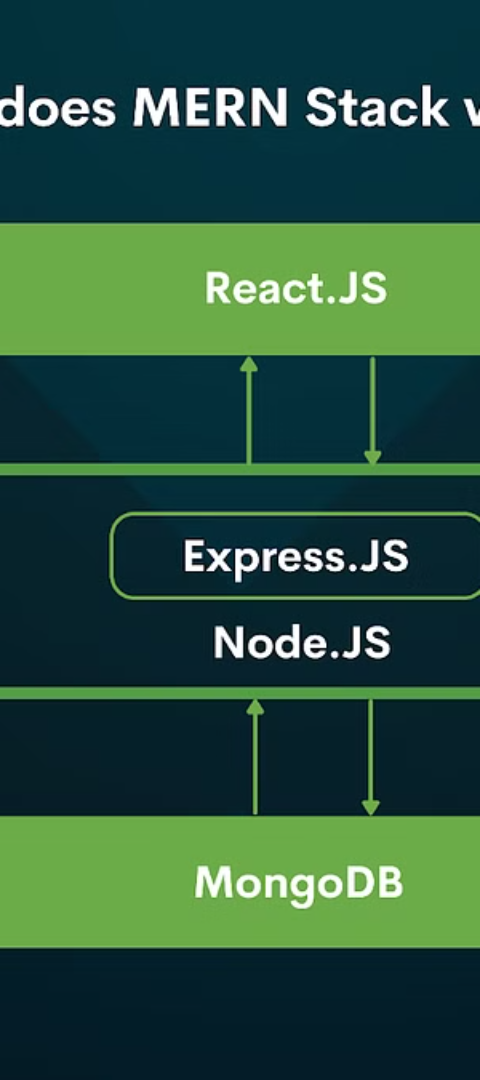 does MERN Stack
React.JS
Express.JS
Node.JS
MongoDB